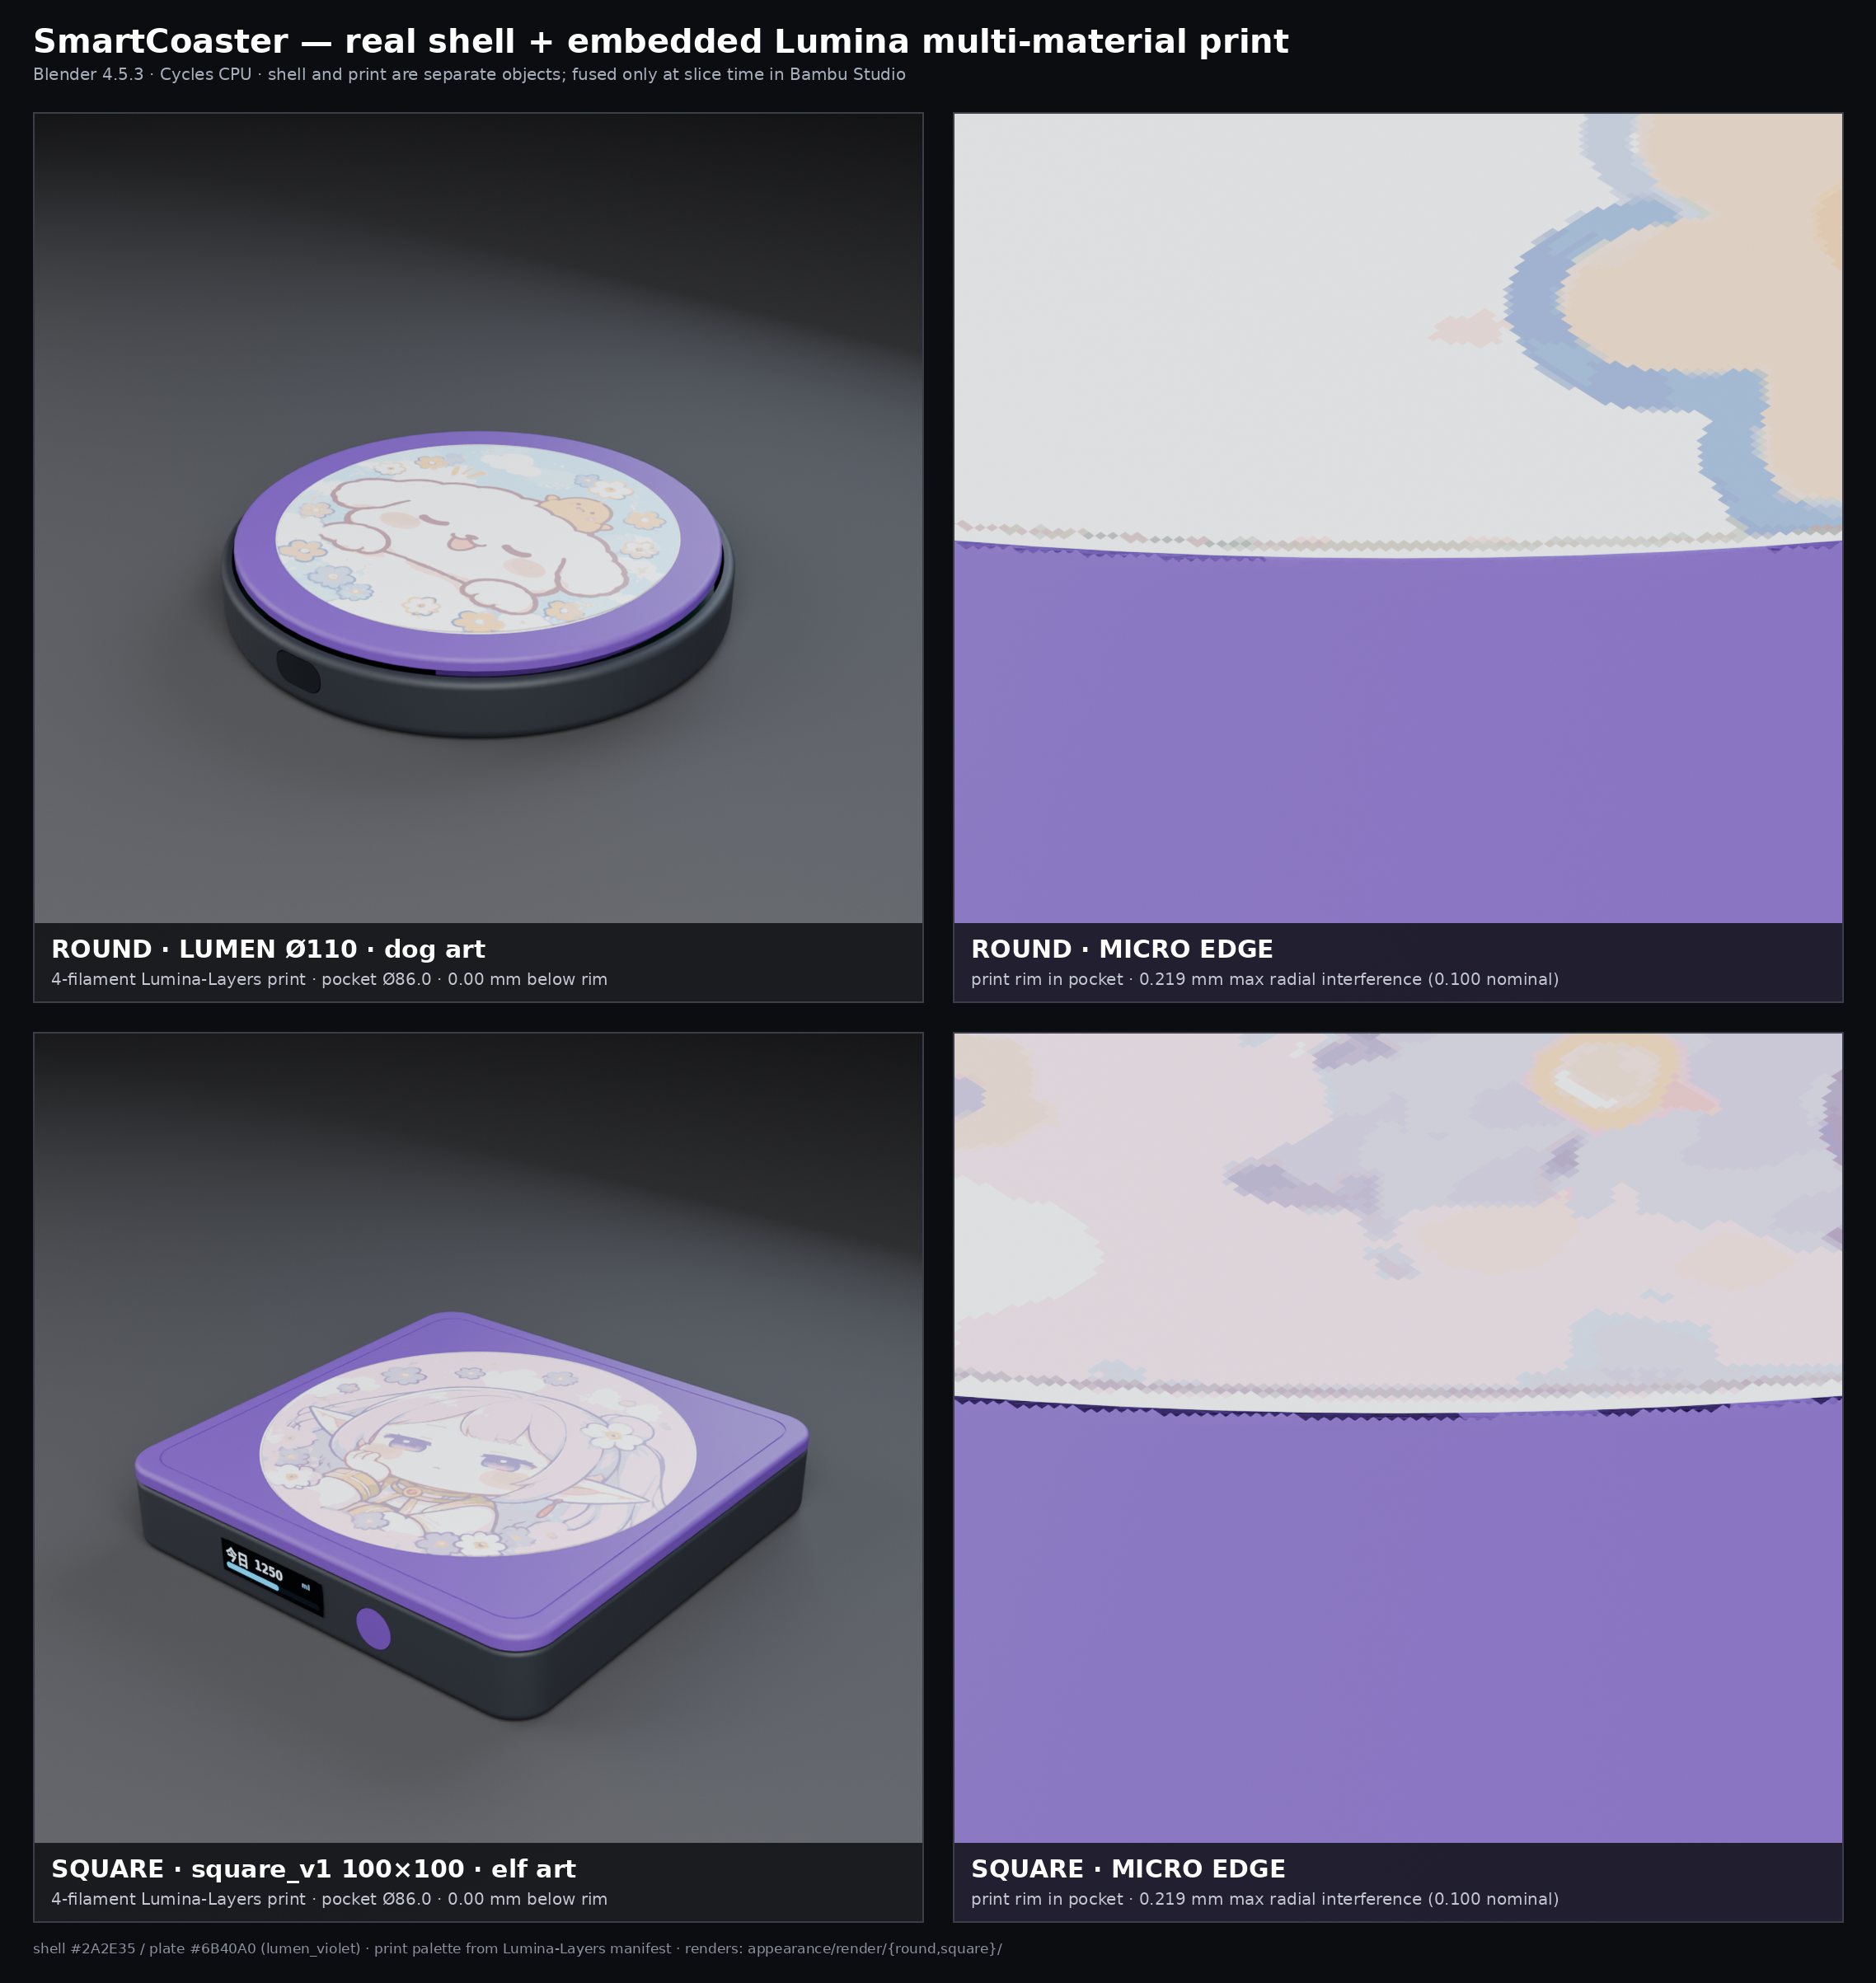 SmartCoaster — real shell + embedded Lumina multi-material print
Blender 4.5.3 · Cycles CPU · shell and print are separate objects; fused only at slice time in Bambu Studio
ROUND · LUMEN Ø110 · dog art
4-filament Lumina-Layers print · pocket Ø86.0 · 0.00 mm below rim
ROUND · MICRO EDGE
print rim in pocket · 0.219 mm max radial interference (0.100 nominal)
今日 1250 ml
SQUARE · square_v1 100×100 · elf art
4-filament Lumina-Layers print · pocket Ø86.0 · 0.00 mm below rim
SQUARE · MICRO EDGE
print rim in pocket · 0.219 mm max radial interference (0.100 nominal)
shell #2A2E35 / plate #6B40A0 (lumen_violet) · print palette from Lumina-Layers manifest · renders: appearance/render/{round,square}/